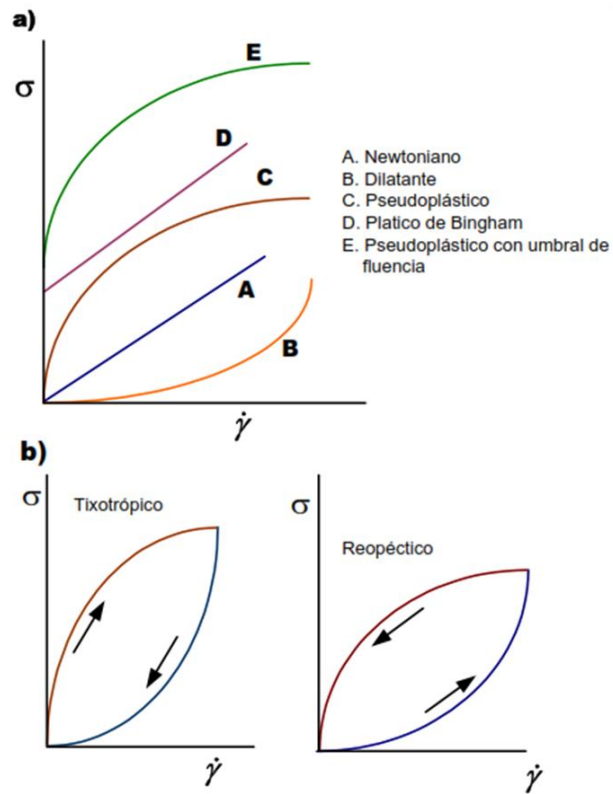 a)
σ
E
D
C
A
B
γ̇
A. Newtoniano
B. Dilatante
C. Pseudoplástico
D. Platico de Bingham
E. Pseudoplástico con umbral de
fluencia
b)
σ
Tixotrópico
γ̇
σ
Reopéctico
γ̇